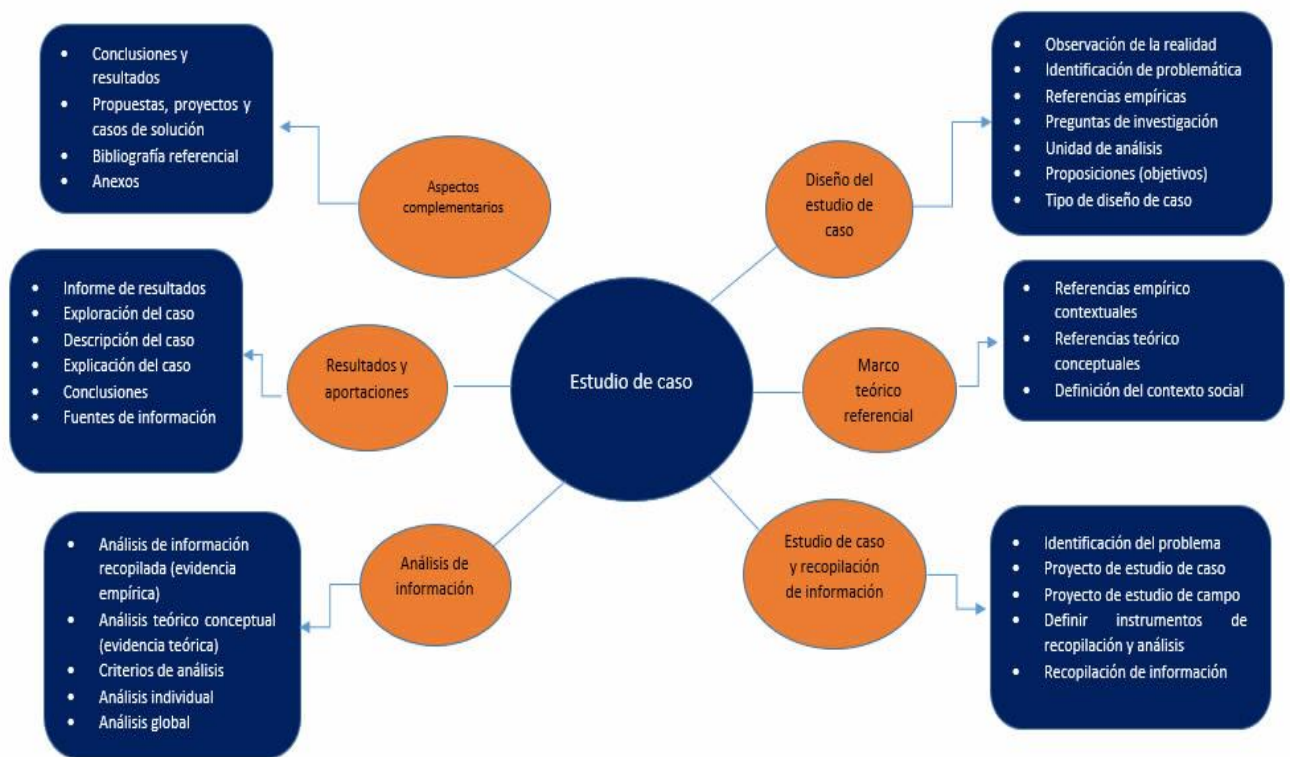 Conclusiones y
resultados
Propuestas, proyectos y
casos de solución
Bibliografía referencial
Anexos
Aspectos
complementarios
Diseño del
estudio de
caso
Observación de la realidad
Identificación de problemática
Referencias empíricas
Preguntas de investigación
Unidad de análisis
Proposiciones (objetivos)
Tipo de diseño de caso
Informe de resultados
Exploración del caso
Descripción del caso
Explicación del caso
Conclusiones
Fuentes de información
Resultados y
aportaciones
Estudio de caso
Marco
teórico
referencial
Referencias empírico
contextuales
Referencias teórico
conceptuales
Definición del contexto social
Análisis de información
recopilada (evidencia
empírica)
Análisis teórico conceptual
(evidencia teórica)
Criterios de análisis
Análisis individual
Análisis global
Análisis de
información
Estudio de caso
y recopilación
de información
Identificación del problema
Proyecto de estudio de caso
Proyecto de estudio de campo
Definir instrumentos de
recopilación y análisis
Recopilación de información